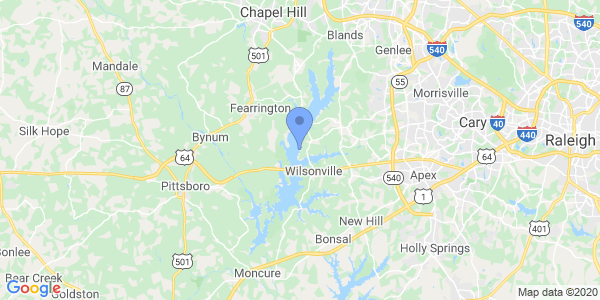 Chapel Hill
540
Blands
Genlee
540
501
Mandale
55
87
Morrisville
Fearrington
Cary
40
Silk Hope
Bynum
440
Raleigh
64
64
Wilsonville
Apex
Pittsboro
540
1
New Hill
401
Bonsal
Holly Springs
Bonlee
501
Moncure
Bear Creek
Google
Goldston
Map data ©2020